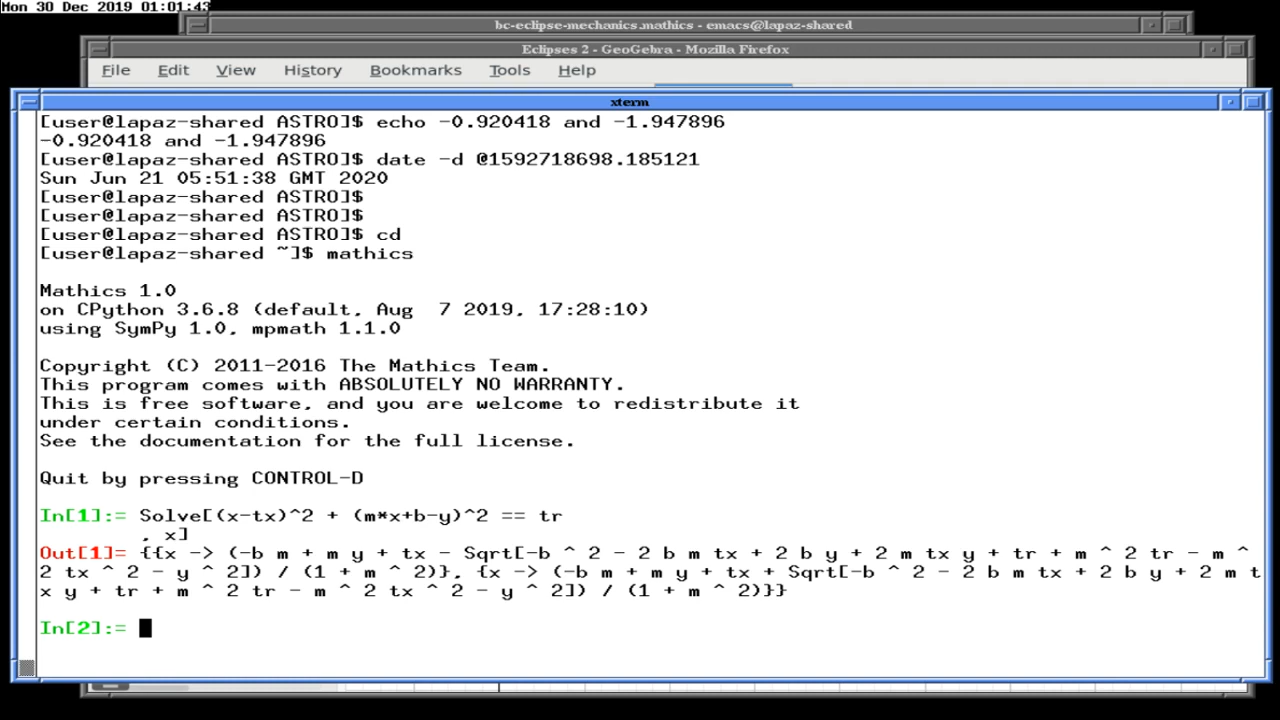 Mon 30 Dec 2019 01:01:43
bc-eclipse-mechanics.mathics - emacs@lapaz-shared
Eclipses 2 - GeoGebra - Mozilla Firefox
File Edit View History Bookmarks Tools Help
xterm
[user@lapaz-shared ASTRO]$ echo -0.920418 and -1.947896
-0.920418 and -1.947896
[user@lapaz-shared ASTRO]$ date -d @1592718698.185121
Sun Jun 21 05:51:38 GMT 2020
[user@lapaz-shared ASTRO]$
[user@lapaz-shared ASTRO]$
[user@lapaz-shared ASTRO]$ cd
[user@lapaz-shared ~]$ mathics
Mathics 1.0
on CPython 3.6.8 (default, Aug  7 2019, 17:28:10)
using SymPy 1.0, mpmath 1.1.0
Copyright (C) 2011-2016 The Mathics Team.
This program comes with ABSOLUTELY NO WARRANTY.
This is free software, and you are welcome to redistribute it
under certain conditions.
See the documentation for the full license.
Quit by pressing CONTROL-D
In[1]:= Solve[(x-tx)^2 + (m*x+b-y)^2 == tr
, x]
Out[1]= {{x -> (-b m + m y + tx - Sqrt[-b ^ 2 - 2 b m tx + 2 b y + 2 m tx y + tr + m ^ 2 tr - m ^
2 tx ^ 2 - y ^ 2]) / (1 + m ^ 2)}, {x -> (-b m + m y + tx + Sqrt[-b ^ 2 - 2 b m tx + 2 b y + 2 m t
x y + tr + m ^ 2 tr - m ^ 2 tx ^ 2 - y ^ 2]) / (1 + m ^ 2)}}
In[2]:=